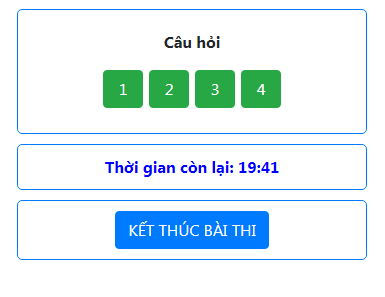 Câu hỏi
1 2 3 4
Thời gian còn lại: 19:41
KẾT THÚC BÀI THI